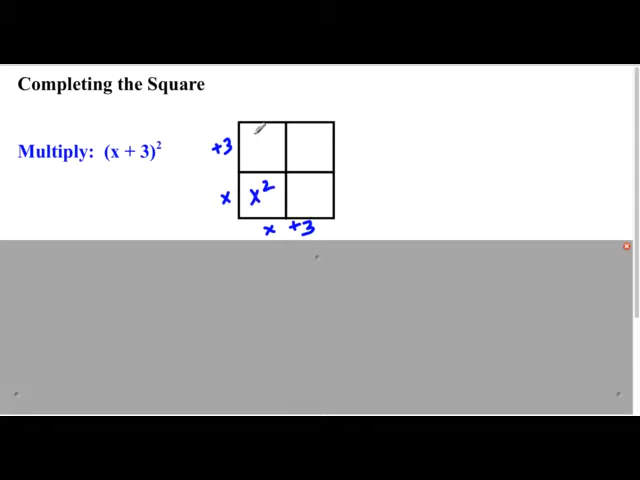 Completing the Square
Multiply: (x + 3)²
+3
x x²
x +3